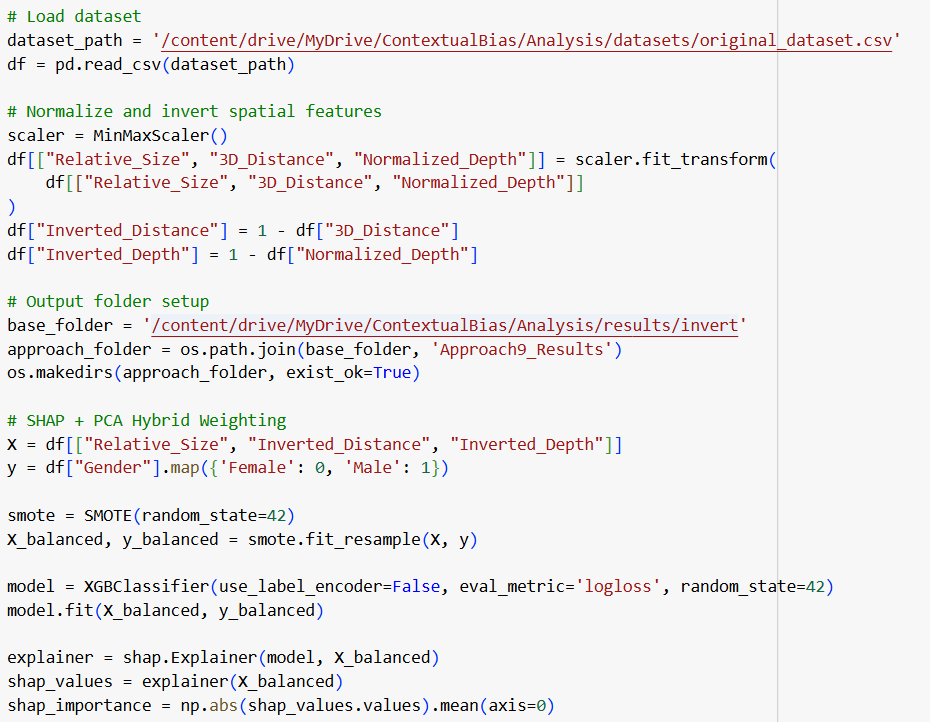 # Load dataset
dataset_path = '/content/drive/MyDrive/ContextualBias/Analysis/datasets/original_dataset.csv'
df = pd.read_csv(dataset_path)

# Normalize and invert spatial features
scaler = MinMaxScaler()
df[["Relative_Size", "3D_Distance", "Normalized_Depth"]] = scaler.fit_transform(
    df[["Relative_Size", "3D_Distance", "Normalized_Depth"]]
)
df["Inverted_Distance"] = 1 - df["3D_Distance"]
df["Inverted_Depth"] = 1 - df["Normalized_Depth"]

# Output folder setup
base_folder = '/content/drive/MyDrive/ContextualBias/Analysis/results/invert'
approach_folder = os.path.join(base_folder, 'Approach9_Results')
os.makedirs(approach_folder, exist_ok=True)

# SHAP + PCA Hybrid Weighting
X = df[["Relative_Size", "Inverted_Distance", "Inverted_Depth"]]
y = df["Gender"].map({'Female': 0, 'Male': 1})

smote = SMOTE(random_state=42)
X_balanced, y_balanced = smote.fit_resample(X, y)

model = XGBClassifier(use_label_encoder=False, eval_metric='logloss', random_state=42)
model.fit(X_balanced, y_balanced)

explainer = shap.Explainer(model, X_balanced)
shap_values = explainer(X_balanced)
shap_importance = np.abs(shap_values.values).mean(axis=0)